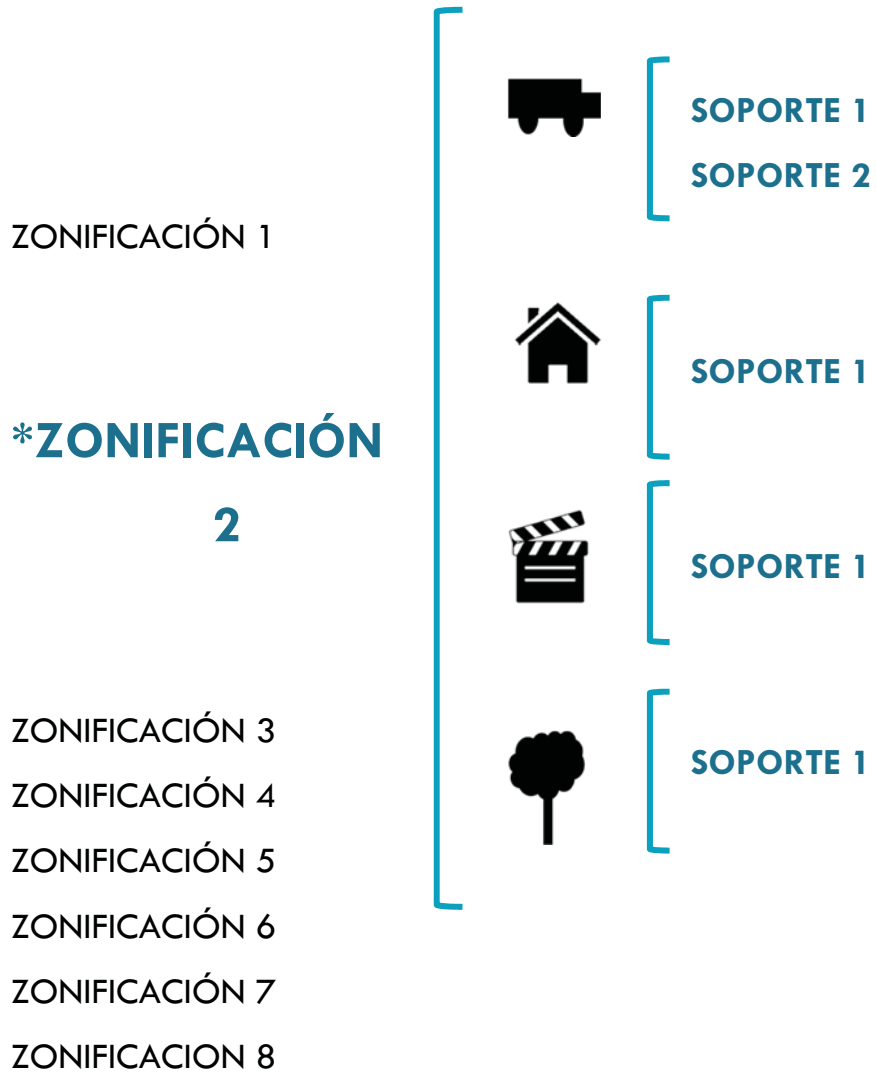 ZONIFICACIÓN 1
*ZONIFICACIÓN
2
ZONIFICACIÓN 3
ZONIFICACIÓN 4
ZONIFICACIÓN 5
ZONIFICACIÓN 6
ZONIFICACIÓN 7
ZONIFICACION 8
SOPORTE 1
SOPORTE 2
SOPORTE 1
SOPORTE 1
SOPORTE 1